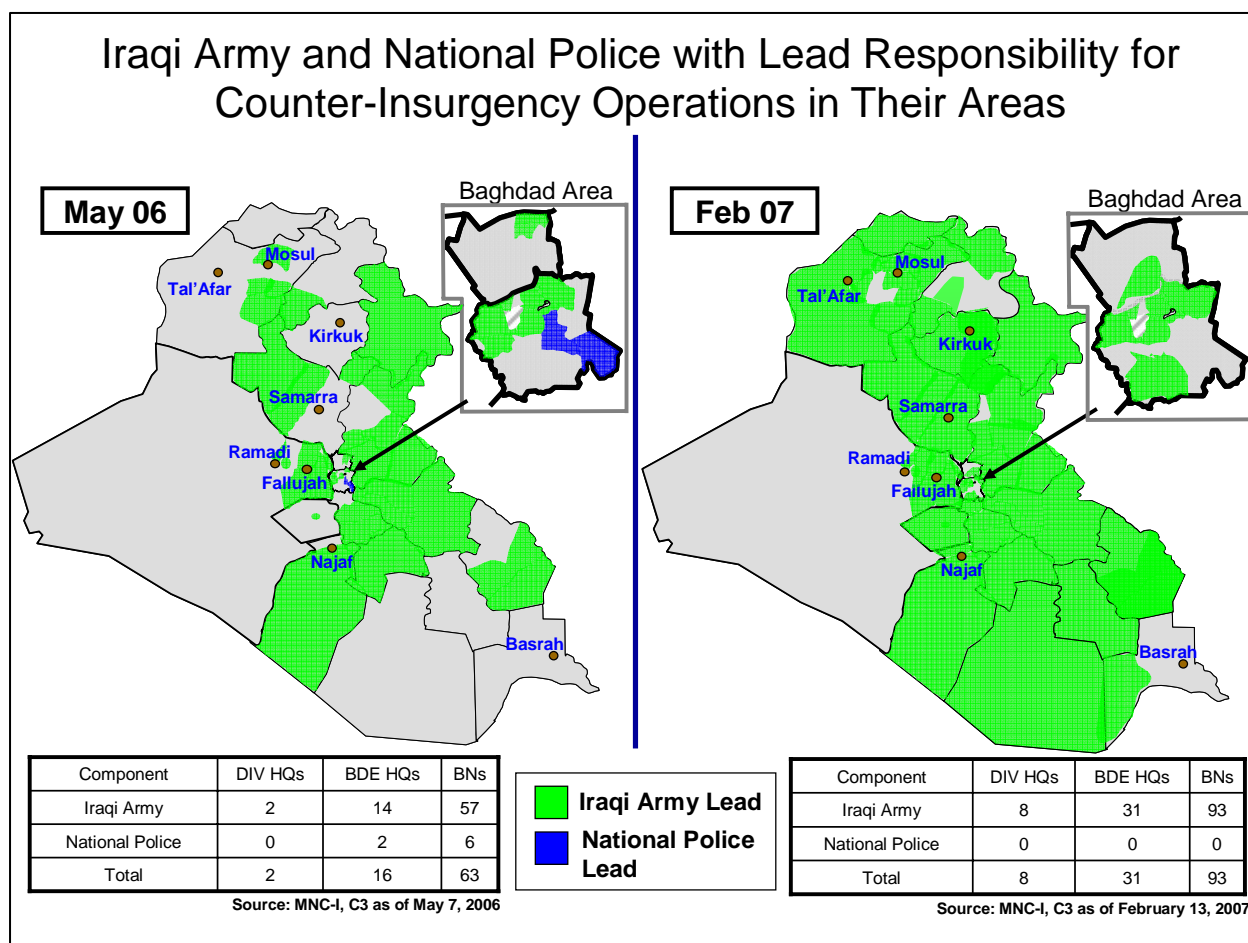 Iraqi Army and National Police with Lead Responsibility for
Counter-Insurgency Operations in Their Areas
May 06
Baghdad Area
Mosul
Tal'Afar
Kirkuk
Samarra
Ramadi
Fallujah
Najaf
Basrah
Feb 07
Baghdad Area
Mosul
Tal'Afar
Kirkuk
Samarra
Ramadi
Fallujah
Najaf
Basrah
Component DIV HQs BDE HQs BNs
Iraqi Army 2 14 57
National Police 0 2 6
Total 2 16 63
Source: MNC-I, C3 as of May 7, 2006
Iraqi Army Lead
National Police
Lead
Component DIV HQs BDE HQs BNs
Iraqi Army 8 31 93
National Police 0 0 0
Total 8 31 93
Source: MNC-I, C3 as of February 13, 2007